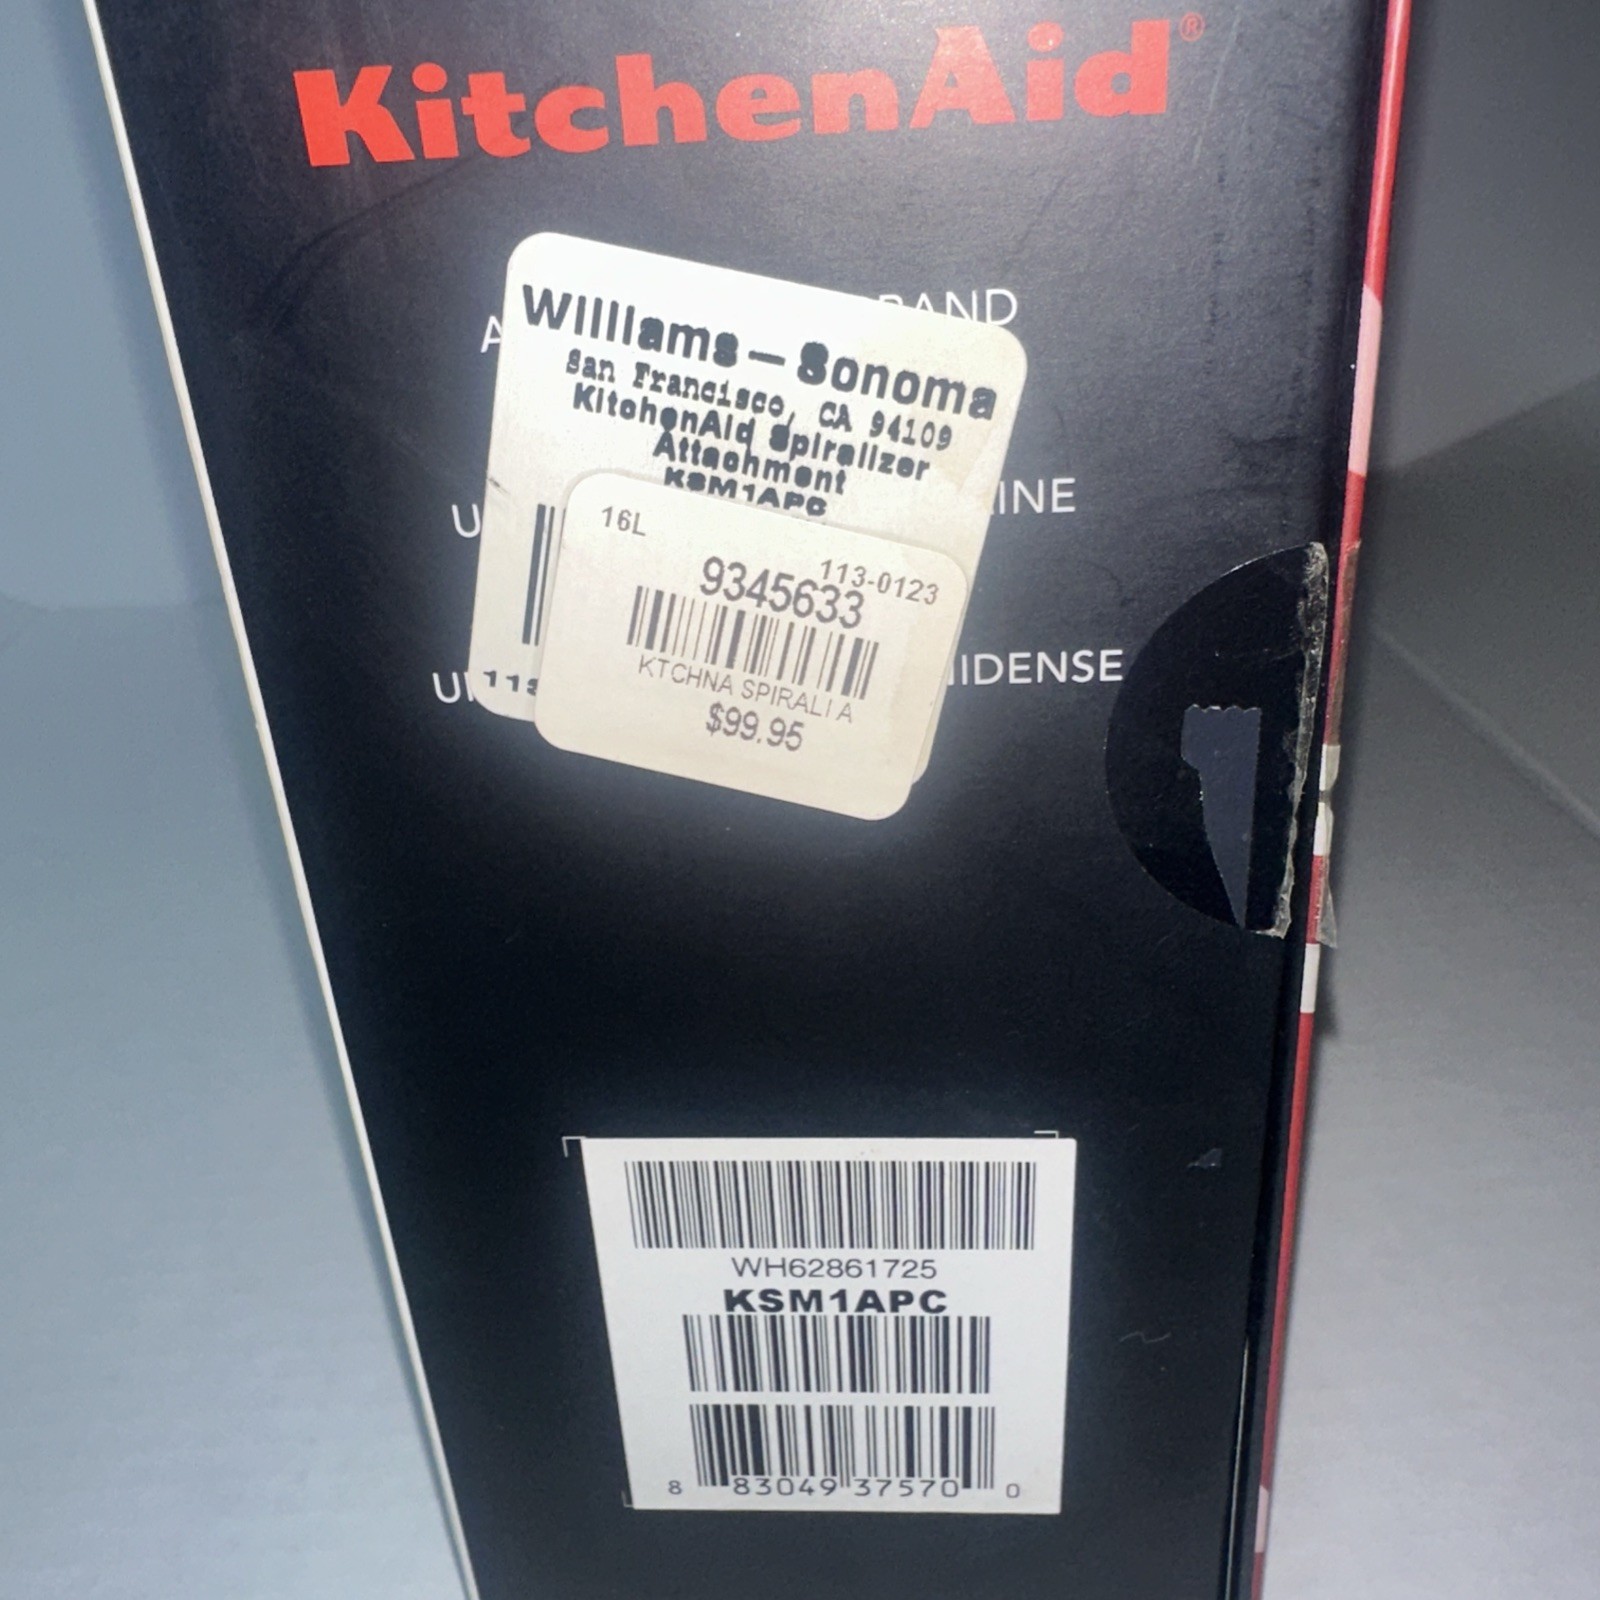 KitchenAid®
Williams-Sonoma
San Francisco, CA 94109
KitchenAid Spiralizer
Attachment
KSM1APC
16L
113-0123
9345633
KTCHNA SPIRALI A
$99.95
WH62861725
KSM1APC
8 83049 37570 0